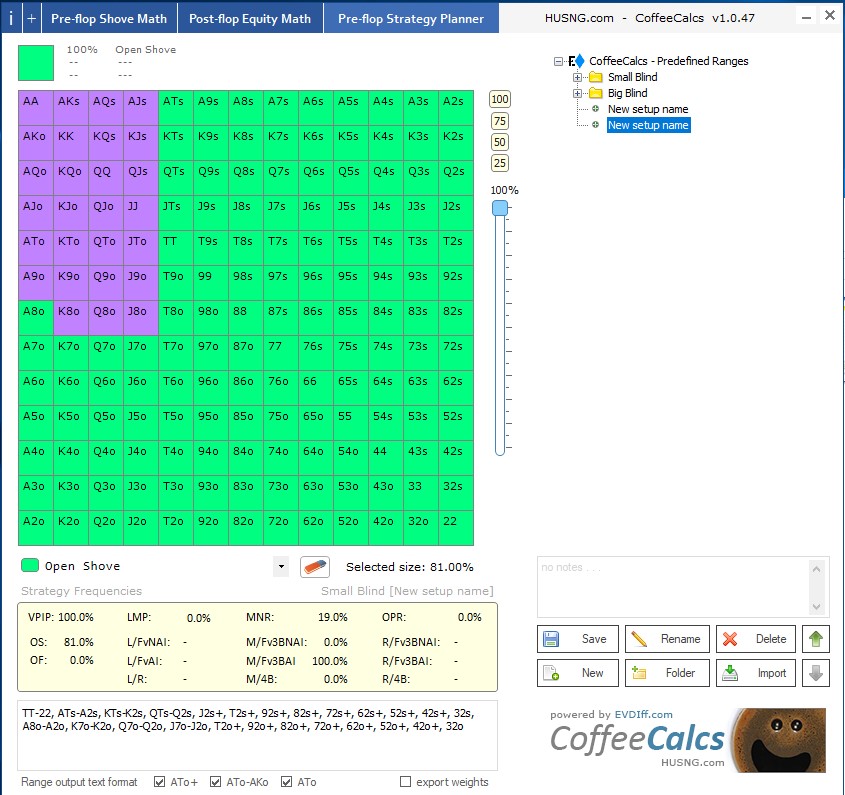 i + Pre-flop Shove Math Post-flop Equity Math Pre-flop Strategy Planner HUSNG.com - CoffeeCalcs v1.0.47
100% Open Shove
-- ---
-- ---
AA AKs AQs AJs ATs A9s A8s A7s A6s A5s A4s A3s A2s
AKo KK KQs KJs KTs K9s K8s K7s K6s K5s K4s K3s K2s
AQo KQo QQ QJs QTs Q9s Q8s Q7s Q6s Q5s Q4s Q3s Q2s
AJo KJo QJo JJ JTs J9s J8s J7s J6s J5s J4s J3s J2s
ATo KTo QTo JTo TT T9s T8s T7s T6s T5s T4s T3s T2s
A9o K9o Q9o J9o T9o 99 98s 97s 96s 95s 94s 93s 92s
A8o K8o Q8o J8o T8o 98o 88 87s 86s 85s 84s 83s 82s
A7o K7o Q7o J7o T7o 97o 87o 77 76s 75s 74s 73s 72s
A6o K6o Q6o J6o T6o 96o 86o 76o 66 65s 64s 63s 62s
A5o K5o Q5o J5o T5o 95o 85o 75o 65o 55 54s 53s 52s
A4o K4o Q4o J4o T4o 94o 84o 74o 64o 54o 44 43s 42s
A3o K3o Q3o J3o T3o 93o 83o 73o 63o 53o 43o 33 32s
A2o K2o Q2o J2o T2o 92o 82o 72o 62o 52o 42o 32o 22
100
75
50
25
100%
CoffeeCalcs - Predefined Ranges
Small Blind
Big Blind
New setup name
New setup name
Open Shove Selected size: 81.00%
Strategy Frequencies Small Blind [New setup name]
VPIP: 100.0% LMP: 0.0% MNR: 19.0% OPR: 0.0%
OS: 81.0% L/FvNAI: - M/Fv3BNAI: 0.0% R/Fv3BNAI: -
OF: 0.0% L/FvAI: - M/Fv3BAI 100.0% R/Fv3BAI: -
L/R: - M/4B: 0.0% R/4B: -
TT-22, ATs-A2s, KTs-K2s, QTs-Q2s, J2s+, T2s+, 92s+, 82s+, 72s+, 62s+, 52s+, 42s+, 32s,
A8o-A2o, K7o-K2o, Q7o-Q2o, J7o-J2o, T2o+, 92o+, 82o+, 72o+, 62o+, 52o+, 42o+, 32o
Range output text format ATo+ ATo-AKo ATo export weights
no notes . . .
Save Rename Delete
New Folder Import
powered by EVDIff.com
CoffeeCalcs
HUSNG.com